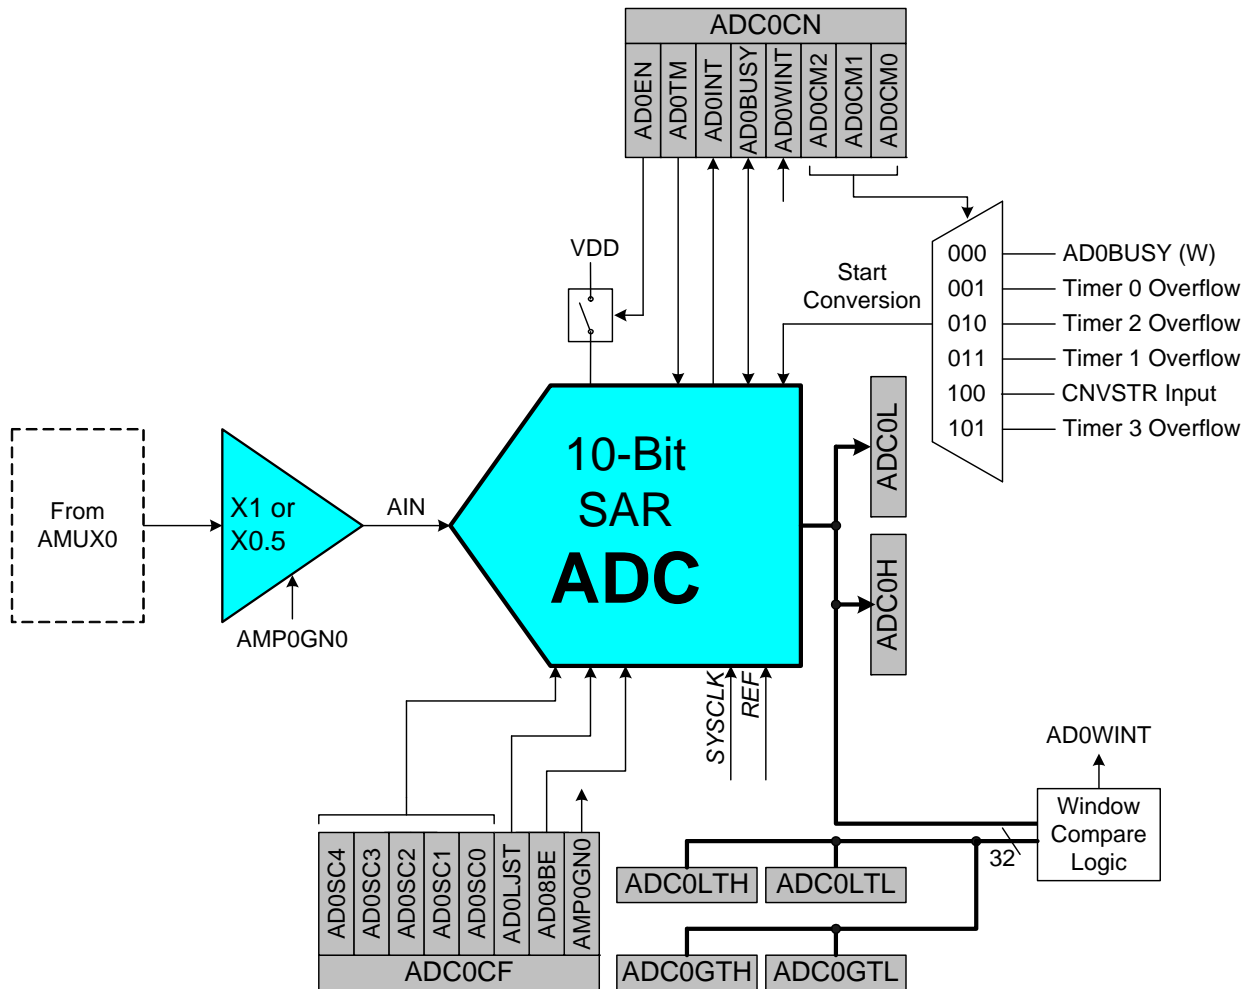 ADC0CN
AD0EN
AD0TM
AD0INT
AD0BUSY
AD0WINT
AD0CM2
AD0CM1
AD0CM0
VDD
Start
Conversion
000
001
010
011
100
101
AD0BUSY (W)
Timer 0 Overflow
Timer 2 Overflow
Timer 1 Overflow
CNVSTR Input
Timer 3 Overflow
From
AMUX0
X1 or
X0.5
AMP0GN0
AIN
10-Bit
SAR
ADC
ADC0L
ADC0H
SYSCLK
REF
AD0WINT
Window
Compare
Logic
32
AD0SC4
AD0SC3
AD0SC2
AD0SC1
AD0SC0
AD0LJST
AD08BE
AMP0GN0
ADC0CF
ADC0LTH
ADC0LTL
ADC0GTH
ADC0GTL